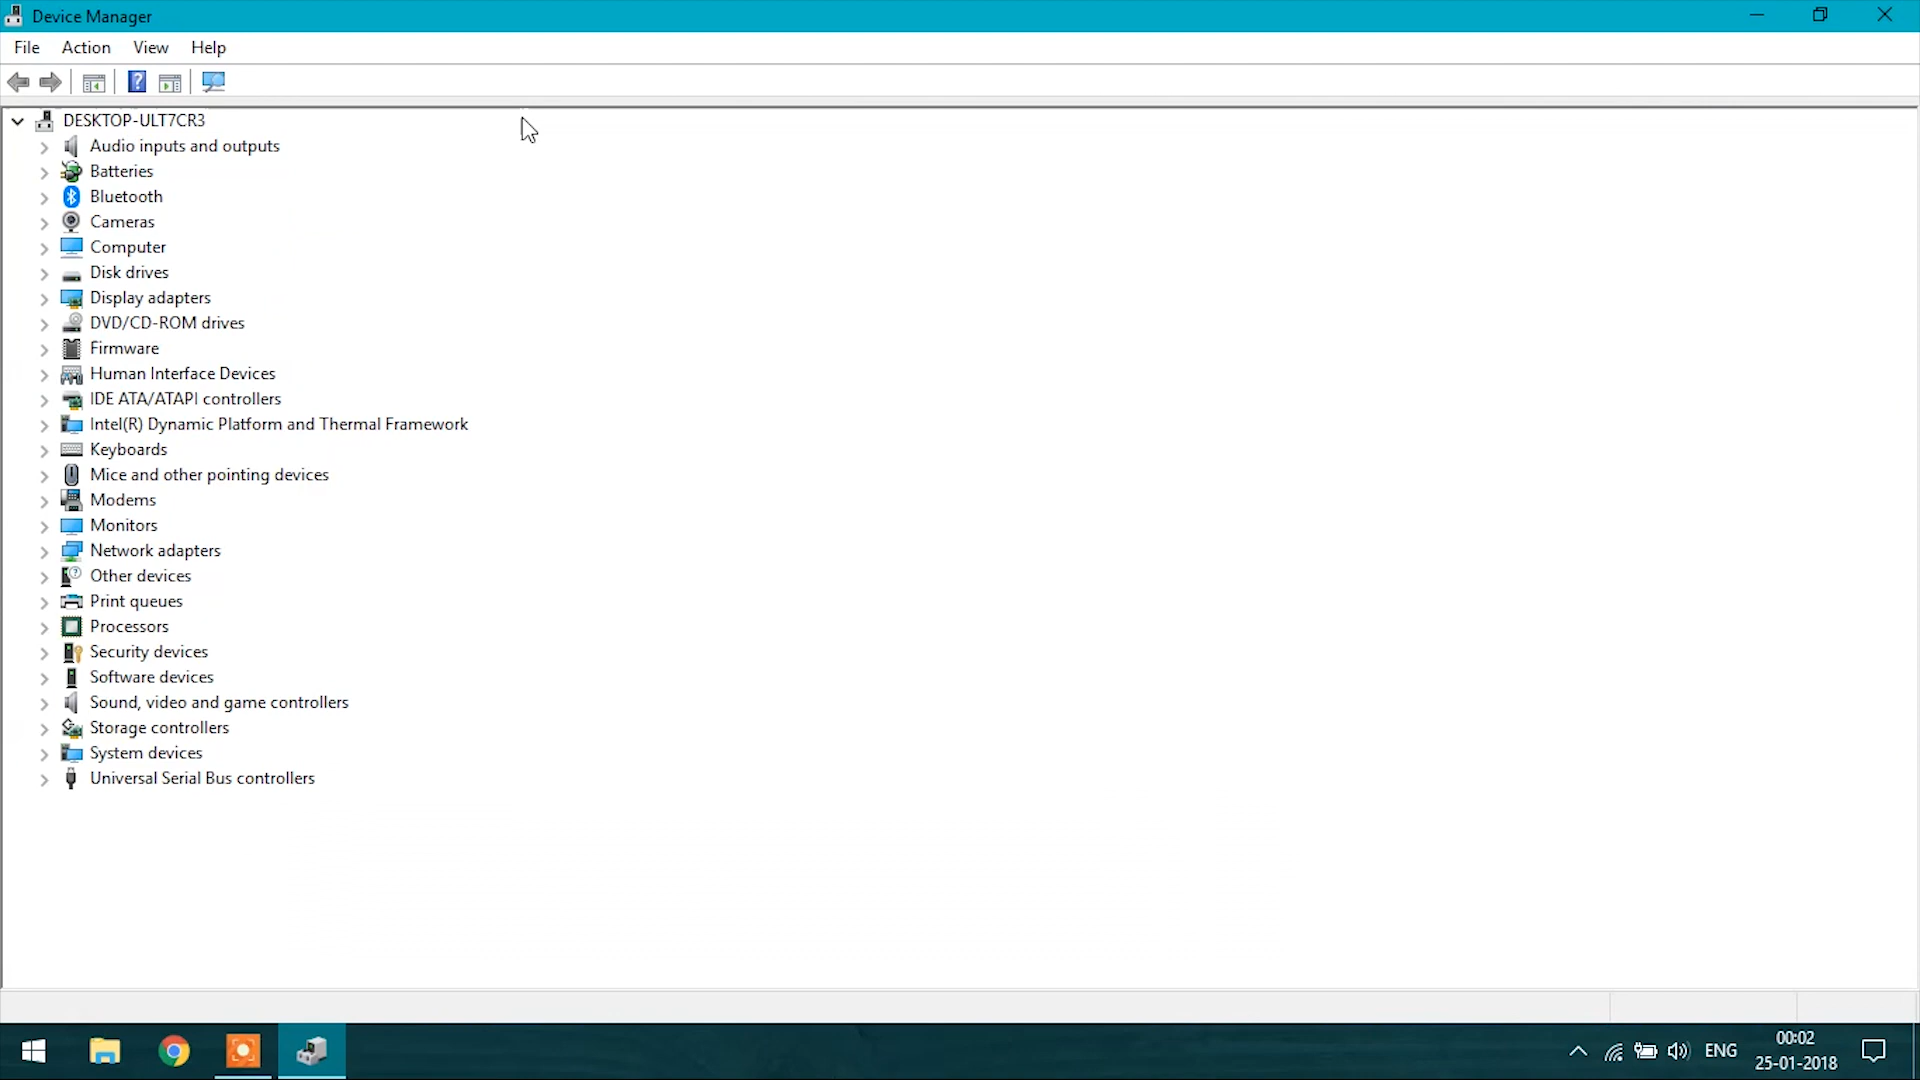 Device Manager
File Action View Help
DESKTOP-ULT7CR3
Audio inputs and outputs
Batteries
Bluetooth
Cameras
Computer
Disk drives
Display adapters
DVD/CD-ROM drives
Firmware
Human Interface Devices
IDE ATA/ATAPI controllers
Intel(R) Dynamic Platform and Thermal Framework
Keyboards
Mice and other pointing devices
Modems
Monitors
Network adapters
Other devices
Print queues
Processors
Security devices
Software devices
Sound, video and game controllers
Storage controllers
System devices
Universal Serial Bus controllers
ENG
00:02
25-01-2018